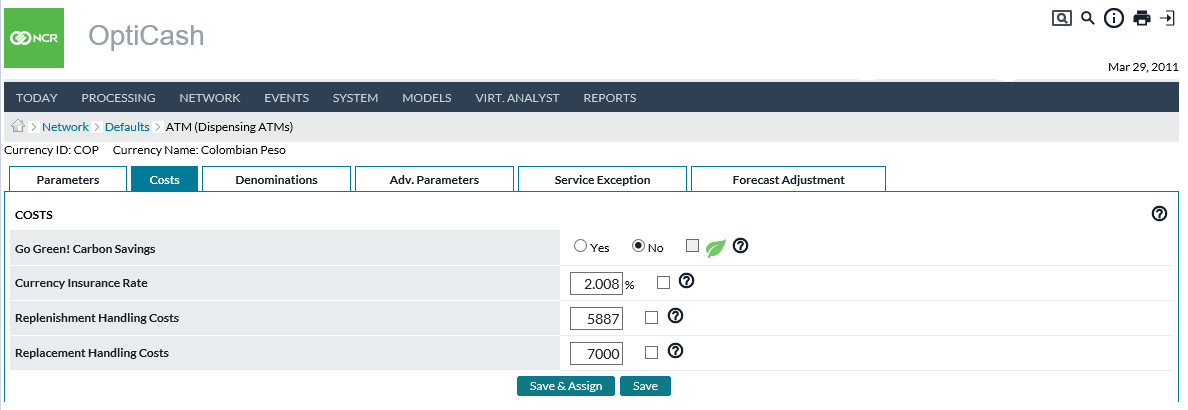 NCR
OptiCash
Mar 29, 2011
TODAY PROCESSING NETWORK EVENTS SYSTEM MODELS VIRT. ANALYST REPORTS
Network > Defaults > ATM (Dispensing ATMs)
Currency ID: COP Currency Name: Colombian Peso
Parameters Costs Denominations Adv. Parameters Service Exception Forecast Adjustment
COSTS
Go Green! Carbon Savings Yes No
Currency Insurance Rate 2.008 %
Replenishment Handling Costs 5887
Replacement Handling Costs 7000
Save & Assign Save